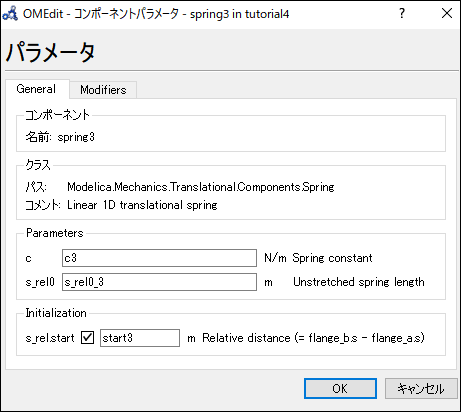 OMEdit - コンポーネントパラメータ - spring3 in tutorial4
パラメータ
General Modifiers
コンポーネント
名前: spring3
クラス
パス: Modelica.Mechanics.Translational.Components.Spring
コメント: Linear 1D translational spring
Parameters
c c3 N/m Spring constant
s_rel0 s_rel0_3 m Unstretched spring length
Initialization
s_rel.start start3 m Relative distance (= flange_b.s - flange_a.s)
OK キャンセル